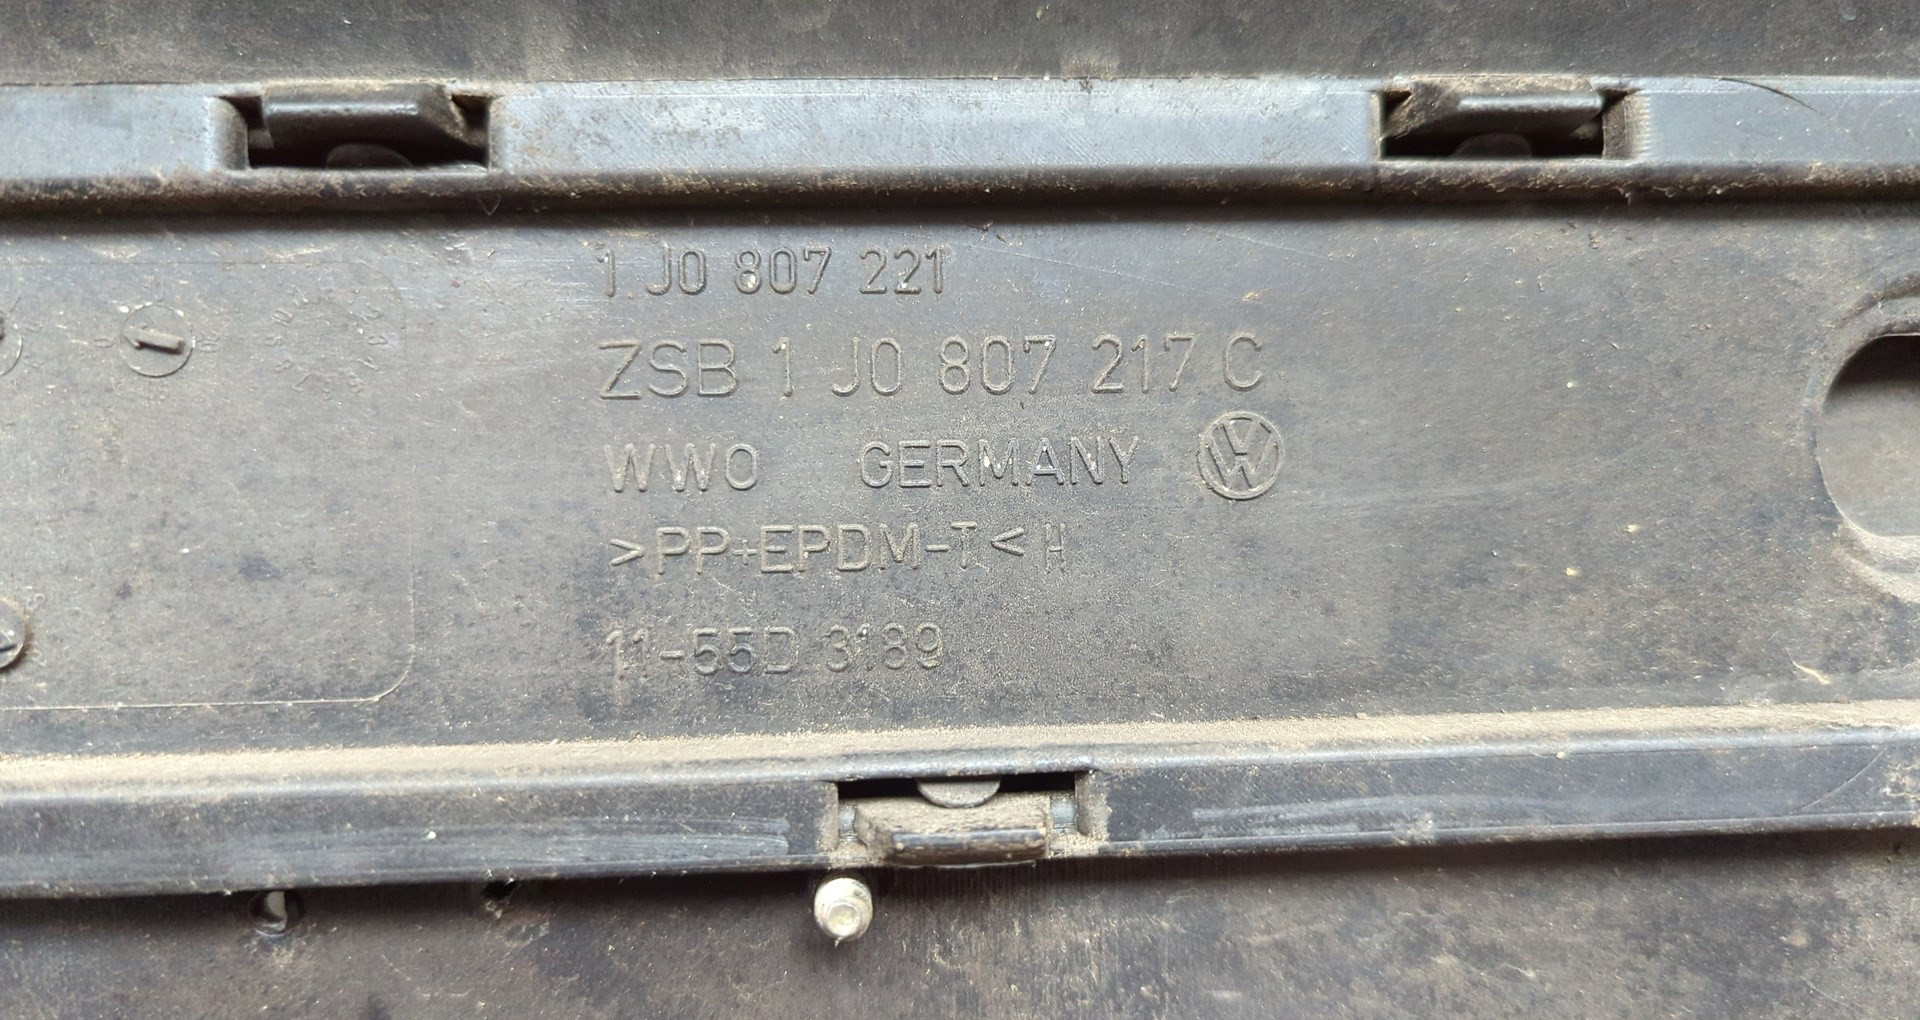 1 J0 807 221
ZSB 1 J0 807 217 C
WWO GERMANY
>PP+EPDM-T< H
11-55D 3189